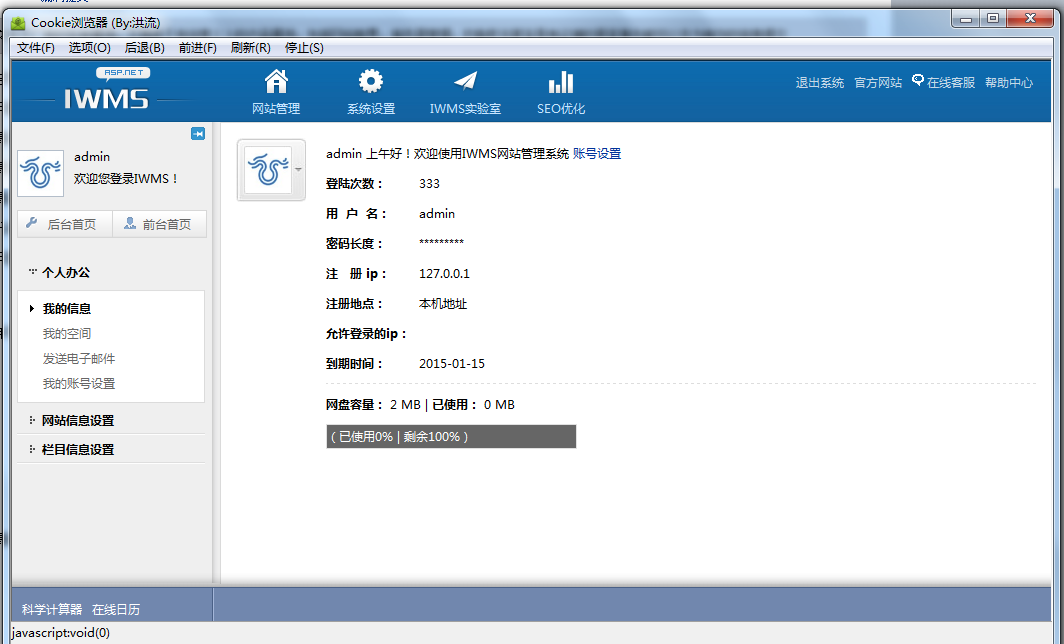 Cookie浏览器 (By:洪流)
文件(F) 选项(O) 后退(B) 前进(F) 刷新(R) 停止(S)
ASP.NET
IWMS
网站管理 系统设置 IWMS实验室 SEO优化
退出系统 官方网站 在线客服 帮助中心
admin
欢迎您登录IWMS！
后台首页 前台首页
个人办公
我的信息
我的空间
发送电子邮件
我的账号设置
网站信息设置
栏目信息设置
admin 上午好！欢迎使用IWMS网站管理系统 账号设置
登陆次数： 333
用 户 名： admin
密码长度： *********
注 册 ip： 127.0.0.1
注册地点： 本机地址
允许登录的ip：
到期时间： 2015-01-15
网盘容量： 2 MB | 已使用： 0 MB
( 已使用0% | 剩余100% )
科学计算器 在线日历
javascript:void(0)